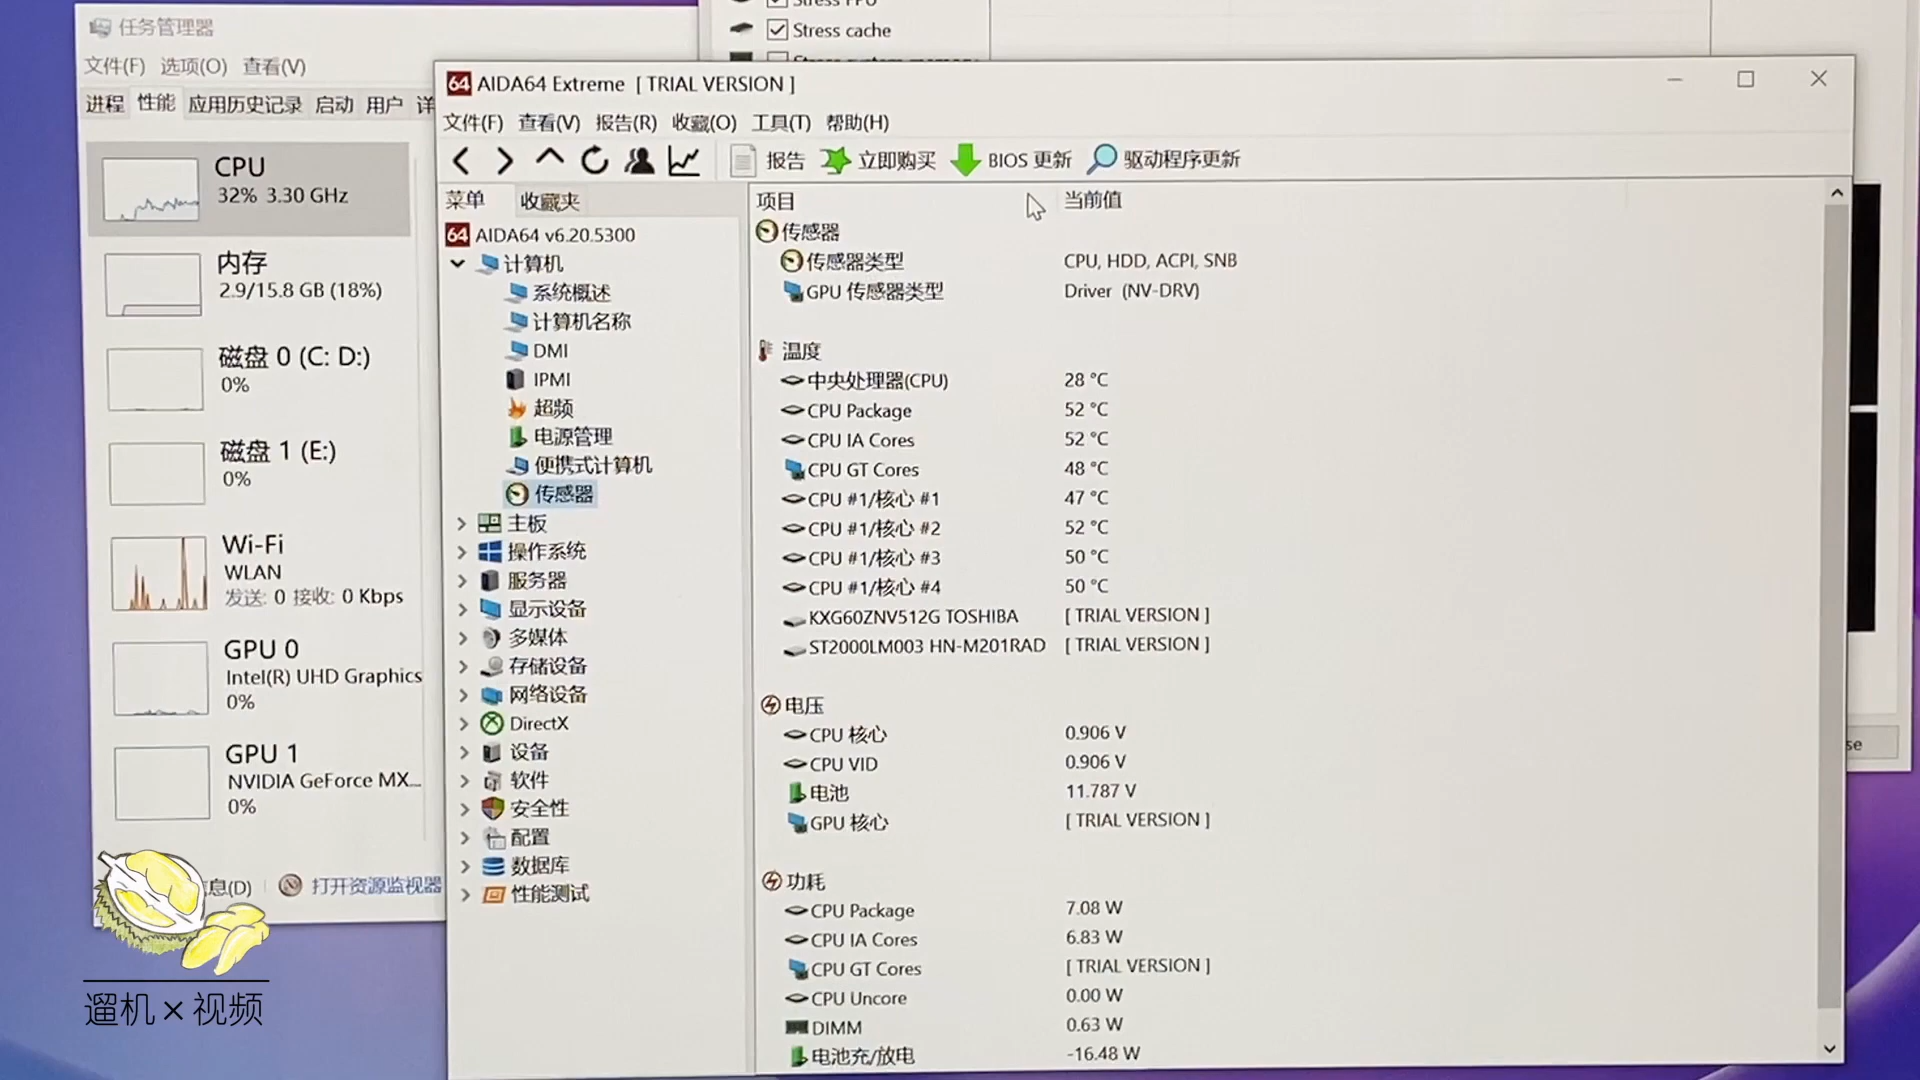 任务管理器
文件(F) 选项(O) 查看(V)
进程 性能 应用历史记录 启动 用户 详
CPU
32% 3.30 GHz
内存
2.9/15.8 GB (18%)
磁盘 0 (C: D:)
0%
磁盘 1 (E:)
0%
Wi-Fi
WLAN
发送: 0 接收: 0 Kbps
GPU 0
Intel(R) UHD Graphics
0%
GPU 1
NVIDIA GeForce MX...
0%
息(D)
打开资源监视器
Stress FPU
Stress cache
AIDA64 Extreme [ TRIAL VERSION ]
文件(F) 查看(V) 报告(R) 收藏(O) 工具(T) 帮助(H)
报告 立即购买 BIOS 更新 驱动程序更新
菜单 收藏夹
64 AIDA64 v6.20.5300
计算机
系统概述
计算机名称
DMI
IPMI
超频
电源管理
便携式计算机
传感器
主板
操作系统
服务器
显示设备
多媒体
存储设备
网络设备
DirectX
设备
软件
安全性
配置
数据库
性能测试
项目 当前值
传感器
传感器类型 CPU, HDD, ACPI, SNB
GPU 传感器类型 Driver (NV-DRV)
温度
中央处理器(CPU) 28 °C
CPU Package 52 °C
CPU IA Cores 52 °C
CPU GT Cores 48 °C
CPU #1/核心 #1 47 °C
CPU #1/核心 #2 52 °C
CPU #1/核心 #3 50 °C
CPU #1/核心 #4 50 °C
KXG60ZNV512G TOSHIBA [ TRIAL VERSION ]
ST2000LM003 HN-M201RAD [ TRIAL VERSION ]
电压
CPU 核心 0.906 V
CPU VID 0.906 V
电池 11.787 V
GPU 核心 [ TRIAL VERSION ]
功耗
CPU Package 7.08 W
CPU IA Cores 6.83 W
CPU GT Cores [ TRIAL VERSION ]
CPU Uncore 0.00 W
DIMM 0.63 W
电池充/放电 -16.48 W
se
遛机×视频